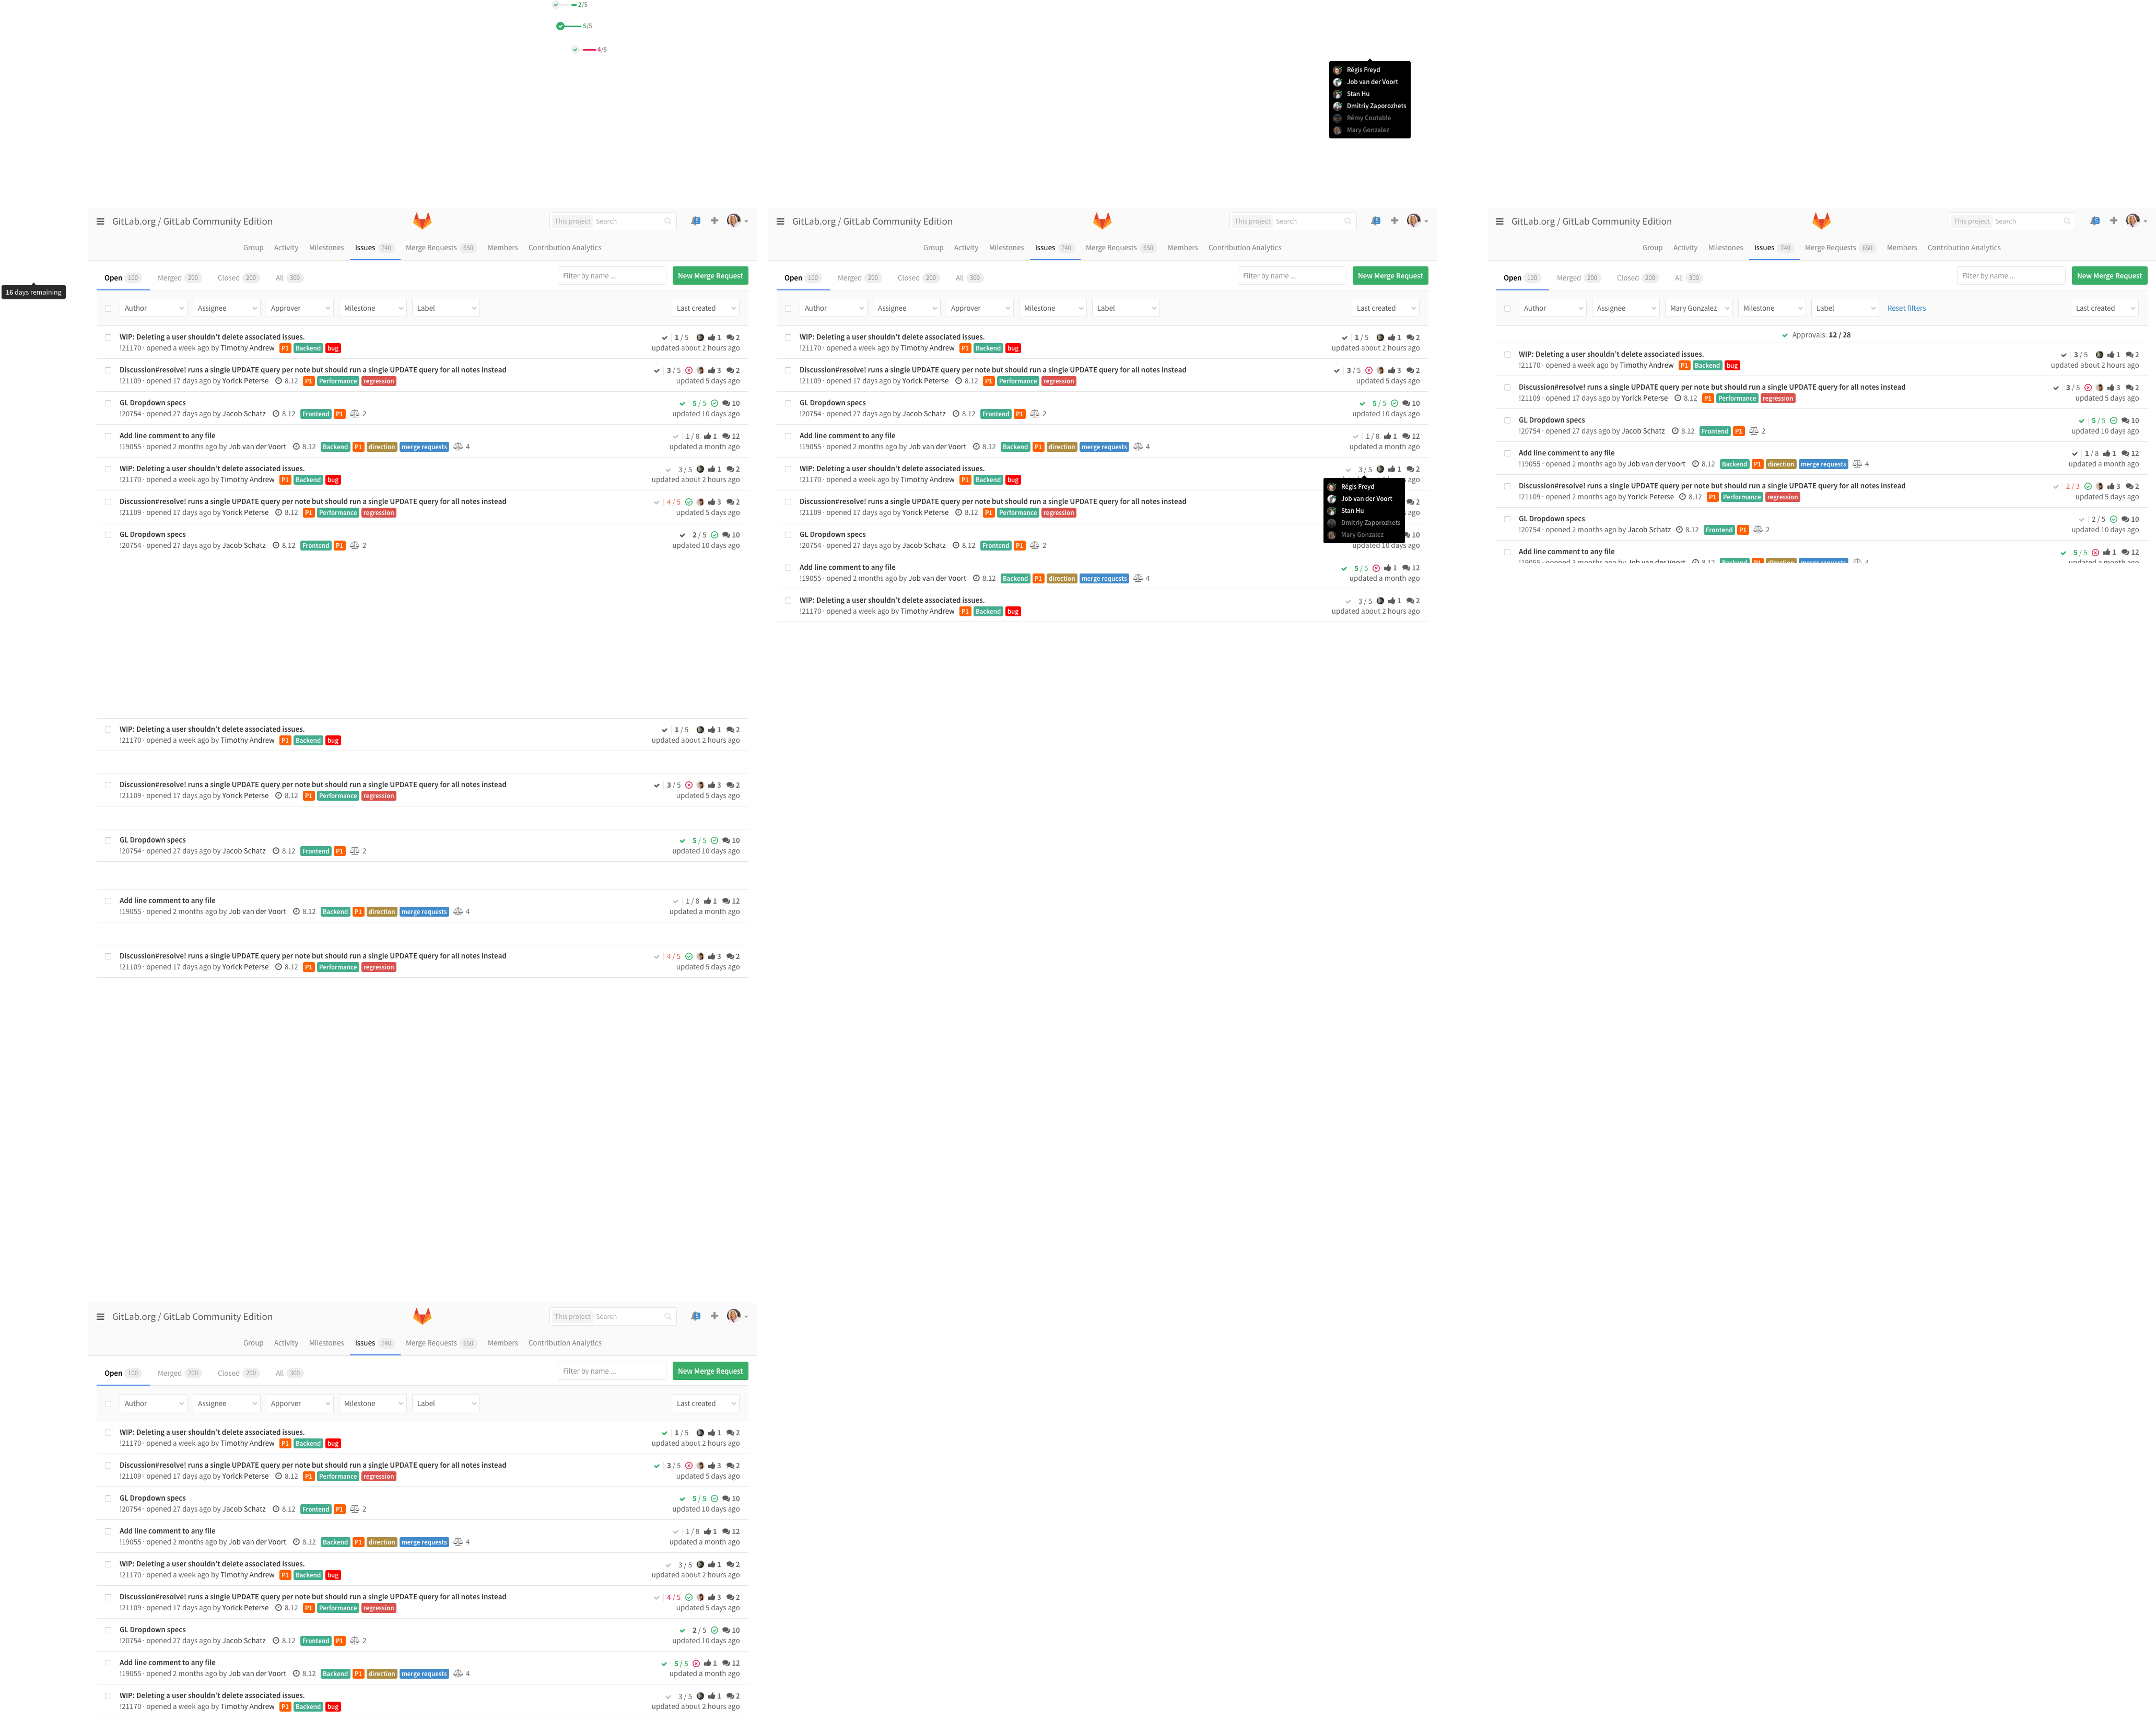 2/5
5/5
4/5
Régis Freyd
Job van der Voort
Stan Hu
Dmitriy Zaporozhets
Rémy Coutable
Mary Gonzalez
16 days remaining
GitLab.org / GitLab Community Edition
This project Search
Group Activity Milestones Issues 740 Merge Requests 650 Members Contribution Analytics
Open 100 Merged 200 Closed 200 All 300 Filter by name ... New Merge Request
Author Assignee Approver Milestone Label Last created
WIP: Deleting a user shouldn't delete associated issues. 1 / 5 1 2
!21170 · opened a week ago by Timothy Andrew P1 Backend bug updated about 2 hours ago
Discussion#resolve! runs a single UPDATE query per note but should run a single UPDATE query for all notes instead 3 / 5 3 2
!21109 · opened 17 days ago by Yorick Peterse 8.12 P1 Performance regression updated 5 days ago
GL Dropdown specs 5 / 5 10
!20754 · opened 27 days ago by Jacob Schatz 8.12 Frontend P1 2 updated 10 days ago
Add line comment to any file 1 / 8 1 12
!19055 · opened 2 months ago by Job van der Voort 8.12 Backend P1 direction merge requests 4 updated a month ago
WIP: Deleting a user shouldn't delete associated issues. 3 / 5 1 2
!21170 · opened a week ago by Timothy Andrew P1 Backend bug updated about 2 hours ago
Discussion#resolve! runs a single UPDATE query per note but should run a single UPDATE query for all notes instead 4 / 5 3 2
!21109 · opened 17 days ago by Yorick Peterse 8.12 P1 Performance regression updated 5 days ago
GL Dropdown specs 2 / 5 10
!20754 · opened 27 days ago by Jacob Schatz 8.12 Frontend P1 2 updated 10 days ago
GitLab.org / GitLab Community Edition
This project Search
Group Activity Milestones Issues 740 Merge Requests 650 Members Contribution Analytics
Open 100 Merged 200 Closed 200 All 300 Filter by name ... New Merge Request
Author Assignee Approver Milestone Label Last created
WIP: Deleting a user shouldn't delete associated issues. 1 / 5 1 2
!21170 · opened a week ago by Timothy Andrew P1 Backend bug updated about 2 hours ago
Discussion#resolve! runs a single UPDATE query per note but should run a single UPDATE query for all notes instead 3 / 5 3 2
!21109 · opened 17 days ago by Yorick Peterse 8.12 P1 Performance regression updated 5 days ago
GL Dropdown specs 5 / 5 10
!20754 · opened 27 days ago by Jacob Schatz 8.12 Frontend P1 2 updated 10 days ago
Add line comment to any file 1 / 8 1 12
!19055 · opened 2 months ago by Job van der Voort 8.12 Backend P1 direction merge requests 4 updated a month ago
WIP: Deleting a user shouldn't delete associated issues. 3 / 5 1 2
!21170 · opened a week ago by Timothy Andrew P1 Backend bug ago
Régis Freyd
Job van der Voort
Stan Hu
Dmitriy Zaporozhets
Mary Gonzalez
Discussion#resolve! runs a single UPDATE query per note but should run a single UPDATE query for all notes instead 2
!21109 · opened 17 days ago by Yorick Peterse 8.12 P1 Performance regression ago
GL Dropdown specs 10
!20754 · opened 27 days ago by Jacob Schatz 8.12 Frontend P1 2 updated 10 days ago
Add line comment to any file 5 / 5 1 12
!19055 · opened 2 months ago by Job van der Voort 8.12 Backend P1 direction merge requests 4 updated a month ago
WIP: Deleting a user shouldn't delete associated issues. 3 / 5 1 2
!21170 · opened a week ago by Timothy Andrew P1 Backend bug updated about 2 hours ago
GitLab.org / GitLab Community Edition
This project Search
Group Activity Milestones Issues 740 Merge Requests 650 Members Contribution Analytics
Open 100 Merged 200 Closed 200 All 300 Filter by name ... New Merge Request
Author Assignee Mary Gonzalez Milestone Label Reset filters Last created
Approvals: 12 / 28
WIP: Deleting a user shouldn't delete associated issues. 3 / 5 1 2
!21170 · opened a week ago by Timothy Andrew P1 Backend bug updated about 2 hours ago
Discussion#resolve! runs a single UPDATE query per note but should run a single UPDATE query for all notes instead 3 / 5 3 2
!21109 · opened 17 days ago by Yorick Peterse 8.12 P1 Performance regression updated 5 days ago
GL Dropdown specs 5 / 5 10
!20754 · opened 27 days ago by Jacob Schatz 8.12 Frontend P1 2 updated 10 days ago
Add line comment to any file 1 / 8 1 12
!19055 · opened 2 months ago by Job van der Voort 8.12 Backend P1 direction merge requests 4 updated a month ago
Discussion#resolve! runs a single UPDATE query per note but should run a single UPDATE query for all notes instead 2 / 3 3 2
!21109 · opened 2 months ago by Yorick Peterse 8.12 P1 Performance regression updated 5 days ago
GL Dropdown specs 2 / 5 10
!20754 · opened 2 months ago by Jacob Schatz 8.12 Frontend P1 2 updated 10 days ago
Add line comment to any file 5 / 5 1 12
WIP: Deleting a user shouldn't delete associated issues. 1 / 5 1 2
!21170 · opened a week ago by Timothy Andrew P1 Backend bug updated about 2 hours ago
Discussion#resolve! runs a single UPDATE query per note but should run a single UPDATE query for all notes instead 3 / 5 3 2
!21109 · opened 17 days ago by Yorick Peterse 8.12 P1 Performance regression updated 5 days ago
GL Dropdown specs 5 / 5 10
!20754 · opened 27 days ago by Jacob Schatz 8.12 Frontend P1 2 updated 10 days ago
Add line comment to any file 1 / 8 1 12
!19055 · opened 2 months ago by Job van der Voort 8.12 Backend P1 direction merge requests 4 updated a month ago
Discussion#resolve! runs a single UPDATE query per note but should run a single UPDATE query for all notes instead 4 / 5 3 2
!21109 · opened 17 days ago by Yorick Peterse 8.12 P1 Performance regression updated 5 days ago
GitLab.org / GitLab Community Edition
This project Search
Group Activity Milestones Issues 740 Merge Requests 650 Members Contribution Analytics
Open 100 Merged 200 Closed 200 All 300 Filter by name ... New Merge Request
Author Assignee Apporver Milestone Label Last created
WIP: Deleting a user shouldn't delete associated issues. 1 / 5 1 2
!21170 · opened a week ago by Timothy Andrew P1 Backend bug updated about 2 hours ago
Discussion#resolve! runs a single UPDATE query per note but should run a single UPDATE query for all notes instead 3 / 5 3 2
!21109 · opened 17 days ago by Yorick Peterse 8.12 P1 Performance regression updated 5 days ago
GL Dropdown specs 5 / 5 10
!20754 · opened 27 days ago by Jacob Schatz 8.12 Frontend P1 2 updated 10 days ago
Add line comment to any file 1 / 8 1 12
!19055 · opened 2 months ago by Job van der Voort 8.12 Backend P1 direction merge requests 4 updated a month ago
WIP: Deleting a user shouldn't delete associated issues. 3 / 5 1 2
!21170 · opened a week ago by Timothy Andrew P1 Backend bug updated about 2 hours ago
Discussion#resolve! runs a single UPDATE query per note but should run a single UPDATE query for all notes instead 4 / 5 3 2
!21109 · opened 17 days ago by Yorick Peterse 8.12 P1 Performance regression updated 5 days ago
GL Dropdown specs 2 / 5 10
!20754 · opened 27 days ago by Jacob Schatz 8.12 Frontend P1 2 updated 10 days ago
Add line comment to any file 5 / 5 1 12
!19055 · opened 2 months ago by Job van der Voort 8.12 Backend P1 direction merge requests 4 updated a month ago
WIP: Deleting a user shouldn't delete associated issues. 3 / 5 1 2
!21170 · opened a week ago by Timothy Andrew P1 Backend bug updated about 2 hours ago